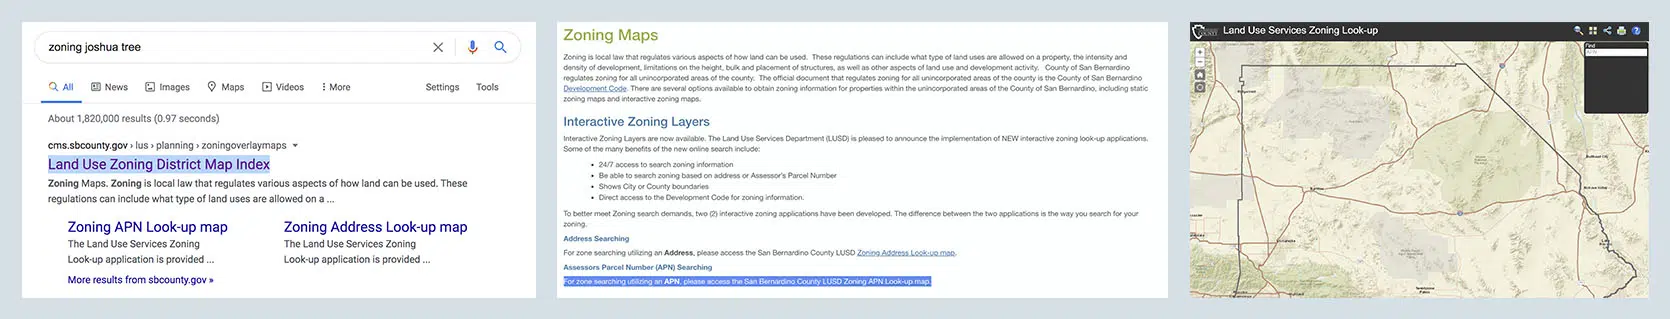 zoning joshua tree
All News Images Maps Videos More Settings Tools
About 1,820,000 results (0.97 seconds)
cms.sbcounty.gov › lus › planning › zoningoverlaymaps
Land Use Zoning District Map Index
Zoning Maps. Zoning is local law that regulates various aspects of how land can be used. These
regulations can include what type of land uses are allowed on a ...
Zoning APN Look-up map
The Land Use Services Zoning
Look-up application is provided ...
Zoning Address Look-up map
The Land Use Services Zoning
Look-up application is provided ...
More results from sbcounty.gov »
Zoning Maps
Zoning is local law that regulates various aspects of how land can be used. These regulations can include what type of land uses are allowed on a property, the intensity and
density of development, limitations on the height, bulk and placement of structures, as well as other aspects of land use and development activity. County of San Bernardino
regulates zoning for all unincorporated areas of the county. The official document that regulates zoning for all unincorporated areas of the county is the County of San Bernardino
Development Code. There are several options available to obtain zoning information for properties within the unincorporated areas of the County of San Bernardino, including static
zoning maps and interactive zoning maps.
Interactive Zoning Layers
Interactive Zoning Layers are now available. The Land Use Services Department (LUSD) is pleased to announce the implementation of NEW interactive zoning look-up applications.
Some of the many benefits of the new online search include:
• 24/7 access to search zoning information
• Be able to search zoning based on address or Assessor's Parcel Number
• Shows City or County boundaries
• Direct access to the Development Code for zoning information.
To better meet Zoning search demands, two (2) interactive zoning applications have been developed. The difference between the two applications is the way you search for your
zoning.
Address Searching
For zone searching utilizing an Address, please access the San Bernardino County LUSD Zoning Address Look-up map.
Assessors Parcel Number (APN) Searching
For zone searching utilizing an APN, please access the San Bernardino County LUSD Zoning APN Look-up map.
Land Use Services Zoning Look-up
Find